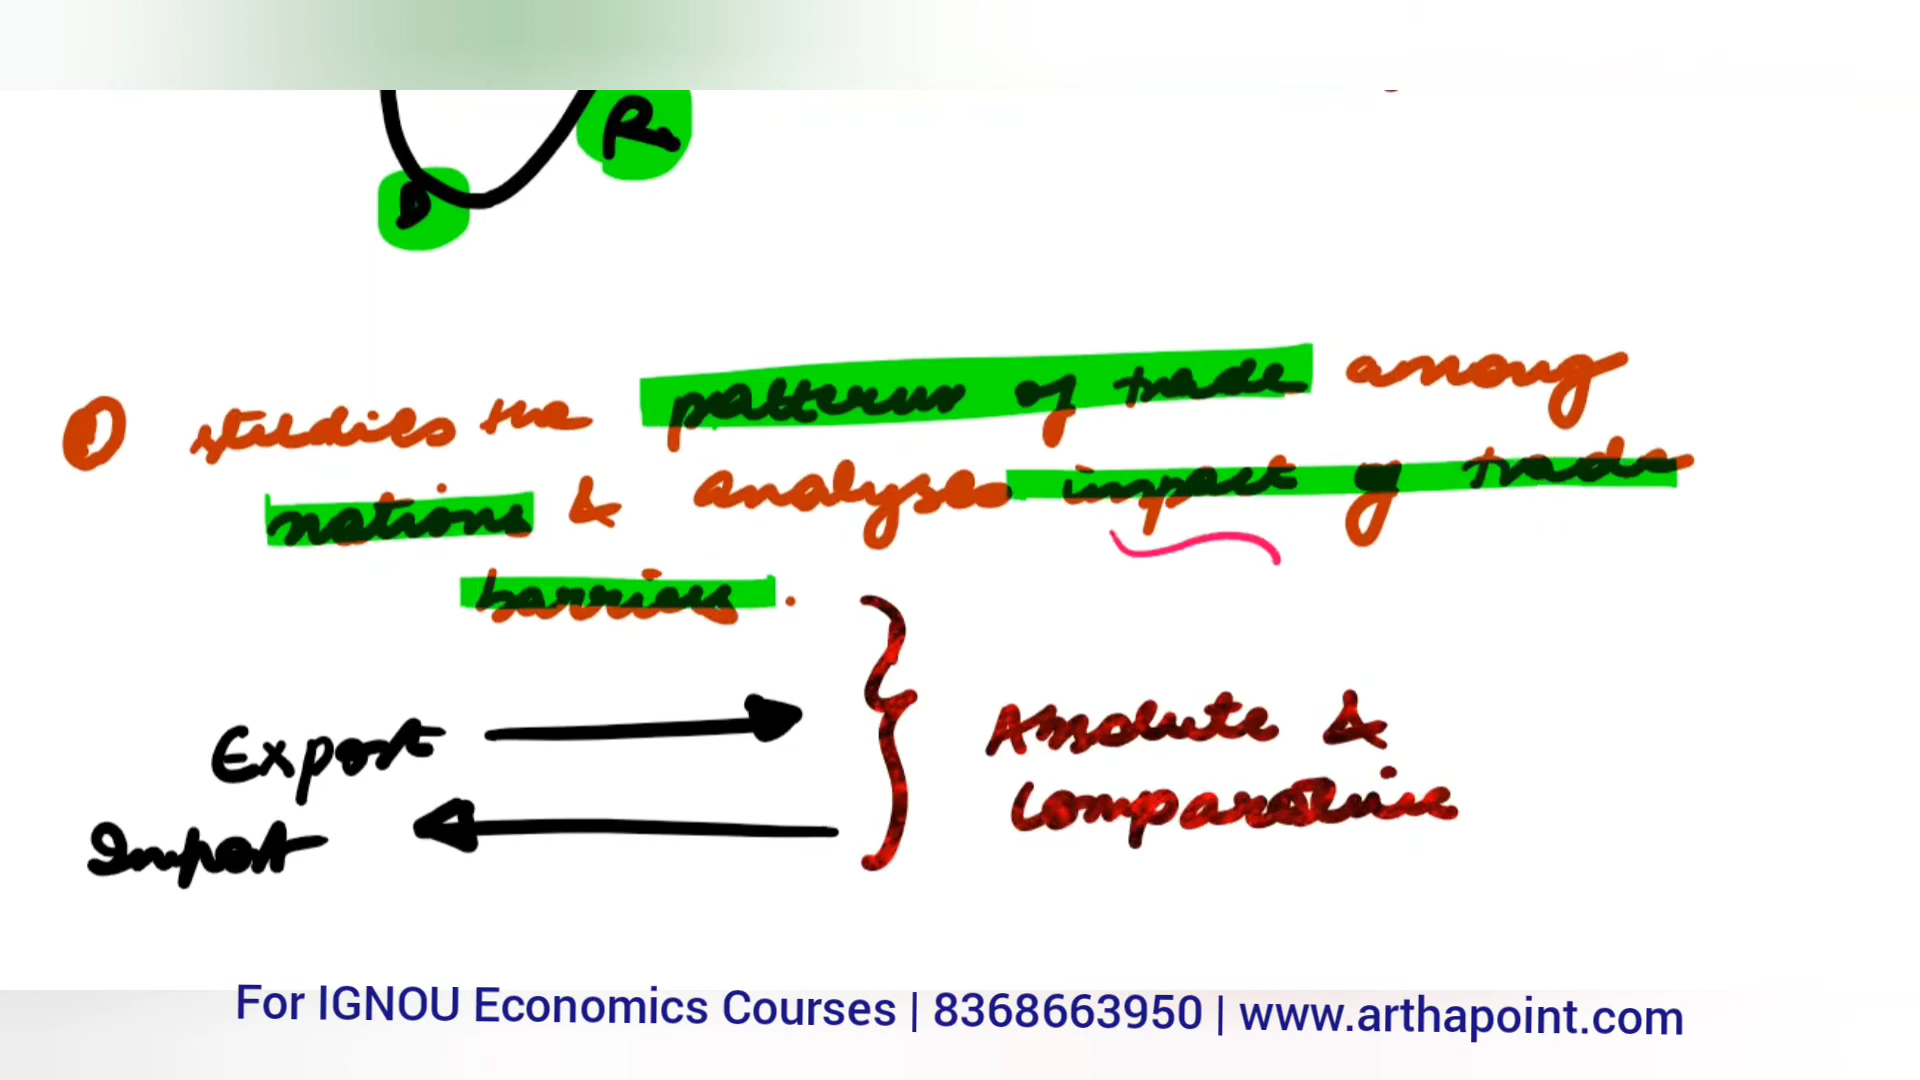 R
D
① studies the patterns of trade among
nations & analyses impact of trade
barriers.
Export
Import
Absolute &
Comparative
For IGNOU Economics Courses | 8368663950 | www.arthapoint.com